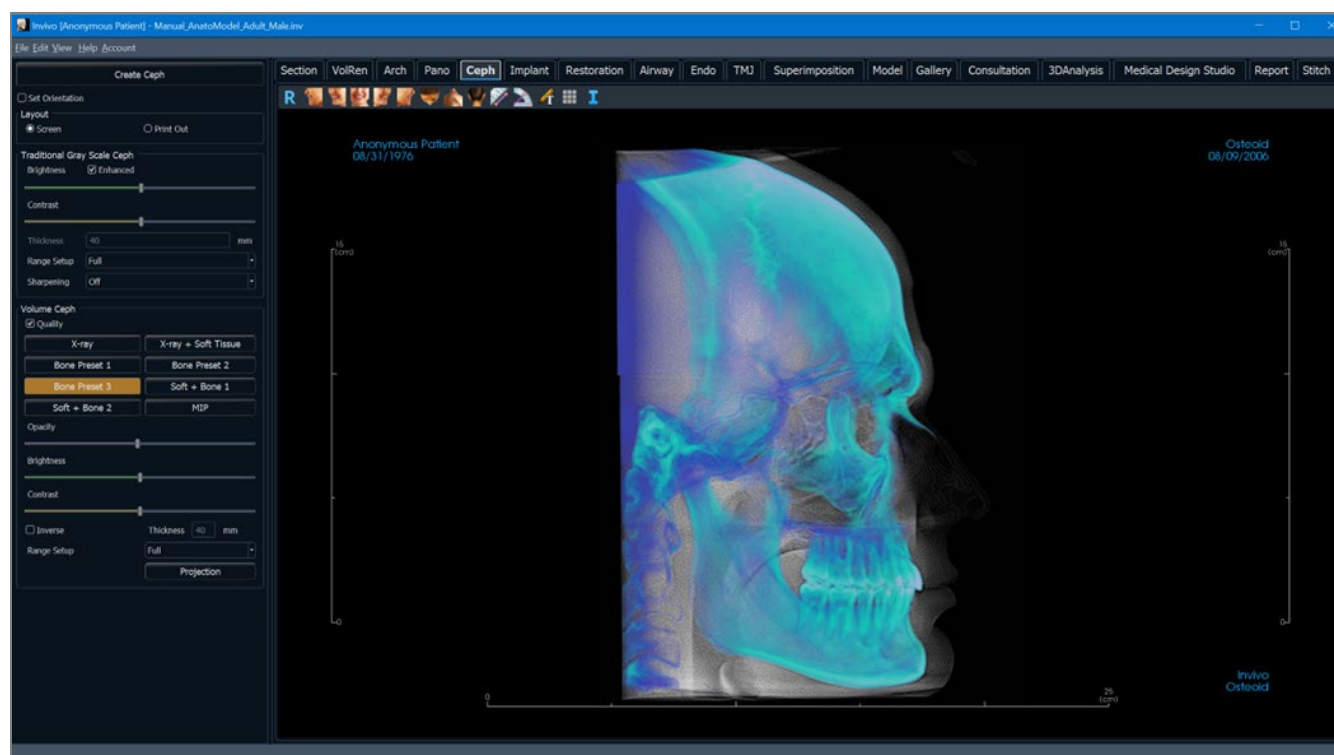 Invivo [Anonymous Patient] - Manual_AnatoModel_Adult_Male.inv
File Edit View Help Account
Create Ceph
Section VolRen Arch Pano Ceph Implant Restoration Airway Endo TMJ Superimposition Model Gallery Consultation 3DAnalysis Medical Design Studio Report Stitch
R T I
Set Orientation
Layout
Screen Print Out
Traditional Gray Scale Ceph
Brightness Enhanced
Contrast
Thickness 40 mm
Range Setup Full
Sharpening Off
Volume Ceph
Quality
X-ray X-ray + Soft Tissue
Bone Preset 1 Bone Preset 2
Bone Preset 3 Soft + Bone 1
Soft + Bone 2 MIP
Opacity
Brightness
Contrast
Inverse Thickness 40 mm
Range Setup Full
Projection
Anonymous Patient
08/31/1976
Osteoid
08/09/2006
15
(cm)
15
(cm)
0
0
Invivo
Osteoid
0
25
(cm)